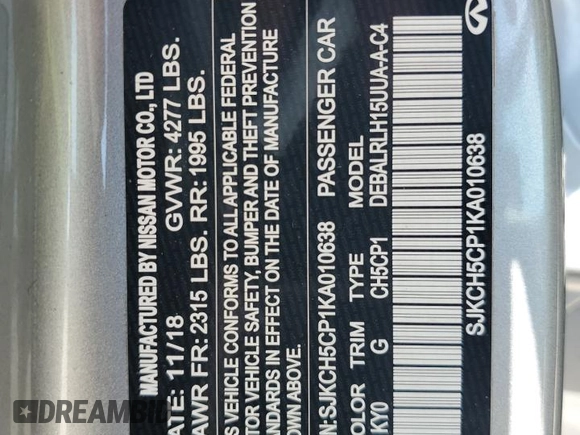 MANUFACTURED BY NISSAN MOTOR CO., LTD
ATE: 11/18 GVWR: 4277 LBS.
AWR FR: 2315 LBS. RR: 1995 LBS.
S VEHICLE CONFORMS TO ALL APPLICABLE FEDERAL
TOR VEHICLE SAFETY, BUMPER AND THEFT PREVENTION
ANDARDS IN EFFECT ON THE DATE OF MANUFACTURE
OWN ABOVE.
N:SJKCH5CP1KA010638 PASSENGER CAR
OLOR TRIM TYPE MODEL
KY0 G CH5CP1 DEBALRLH15UUA-A-C4
SJKCH5CP1KA010638
DREAMBID